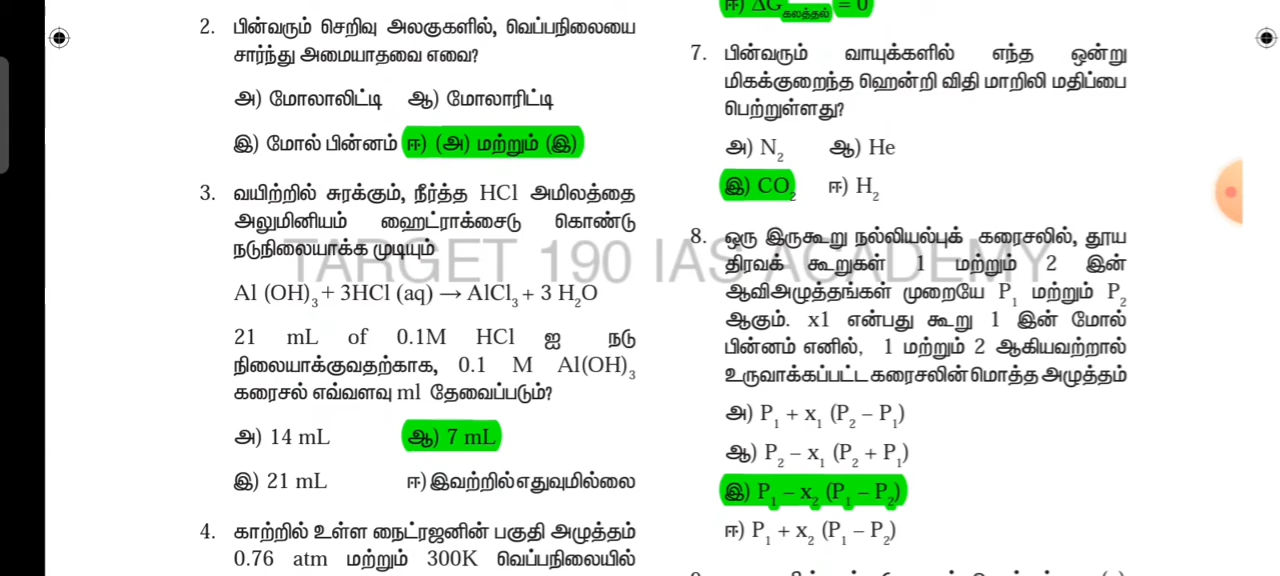 2. பின்வரும் செறிவு அலகுகளில், வெப்பநிலையை
சார்ந்து அமையாதவை எவை?
அ) மோலாலிட்டி ஆ) மோலாரிட்டி
இ) மோல் பின்னம் ஈ) (அ) மற்றும் (இ)
3. வயிற்றில் சுரக்கும், நீர்த்த HCl அமிலத்தை
அலுமினியம் ஹைட்ராக்சைடு கொண்டு
நடுநிலையாக்க முடியும்
Al (OH)₃ + 3HCl (aq) → AlCl₃ + 3 H₂O
21 mL of 0.1M HCl ஐ நடு
நிலையாக்குவதற்காக, 0.1 M Al(OH)₃
கரைசல் எவ்வளவு ml தேவைப்படும்?
அ) 14 mL ஆ) 7 mL
இ) 21 mL ஈ) இவற்றில் எதுவுமில்லை
4. காற்றில் உள்ள நைட்ரஜனின் பகுதி அழுத்தம்
0.76 atm மற்றும் 300K வெப்பநிலையில்
ஈ) ΔG கலத்தல் = 0
7. பின்வரும் வாயுக்களில் எந்த ஒன்று
மிகக்குறைந்த ஹென்றி விதி மாறிலி மதிப்பை
பெற்றுள்ளது?
அ) N₂ ஆ) He
இ) CO₂ ஈ) H₂
8. ஒரு இருகூறு நல்லியல்புக் கரைசலில், தூய
திரவக் கூறுகள் 1 மற்றும் 2 இன்
ஆவிஅழுத்தங்கள் முறையே P₁ மற்றும் P₂
ஆகும். x1 என்பது கூறு 1 இன் மோல்
பின்னம் எனில், 1 மற்றும் 2 ஆகியவற்றால்
உருவாக்கப்பட்ட கரைசலின் மொத்த அழுத்தம்
அ) P₁ + x₁ (P₂ – P₁)
ஆ) P₂ – x₁ (P₂ + P₁)
இ) P₁ – x₂ (P₁ – P₂)
ஈ) P₁ + x₂ (P₁ – P₂)
TARGET 190 IAS ACADEMY